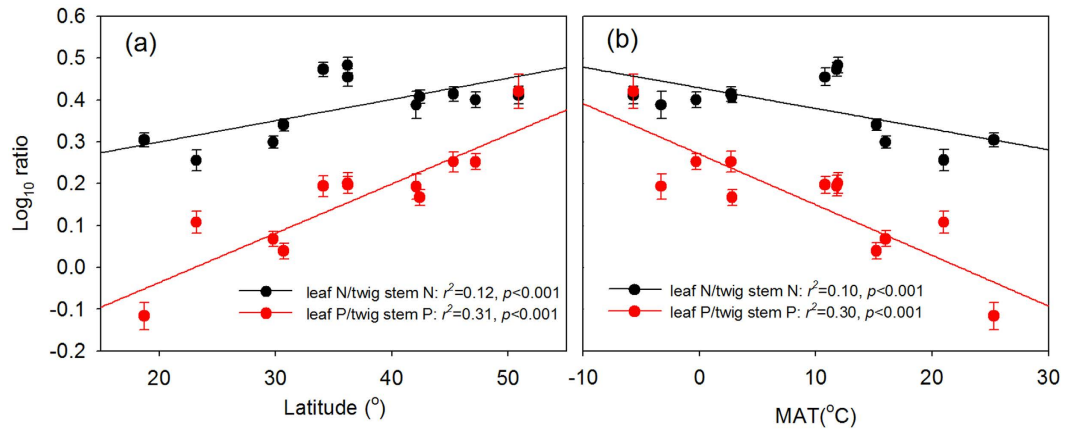 (a)
(b)
Log10 ratio
0.6
0.5
0.4
0.3
0.2
0.1
0.0
-0.1
-0.2
leaf N/twig stem N: r2=0.12, p<0.001
leaf P/twig stem P: r2=0.31, p<0.001
leaf N/twig stem N: r2=0.10, p<0.001
leaf P/twig stem P: r2=0.30, p<0.001
20 30 40 50
-10 0 10 20 30
Latitude (o)
MAT(oC)